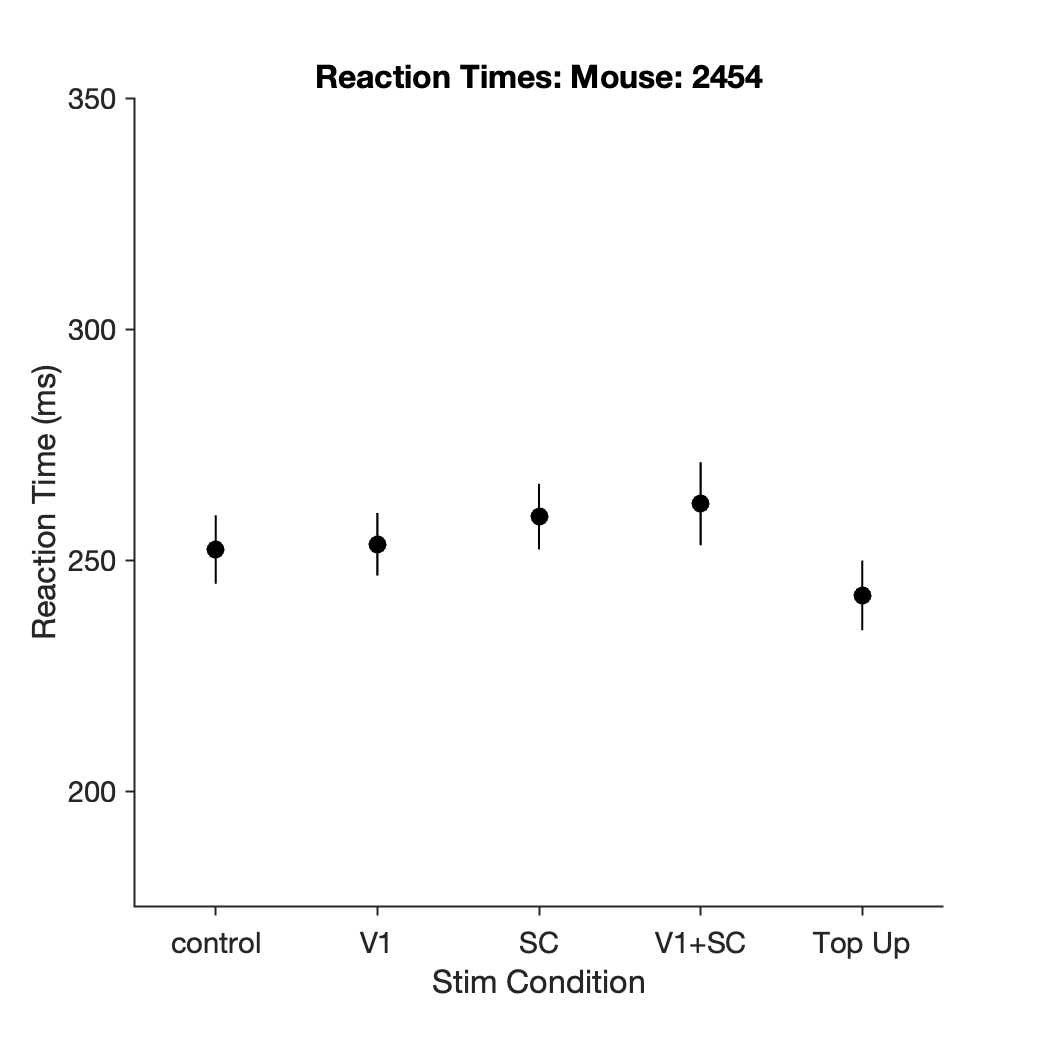 Reaction Times: Mouse: 2454
350
300
250
200
Reaction Time (ms)
control V1 SC V1+SC Top Up
Stim Condition